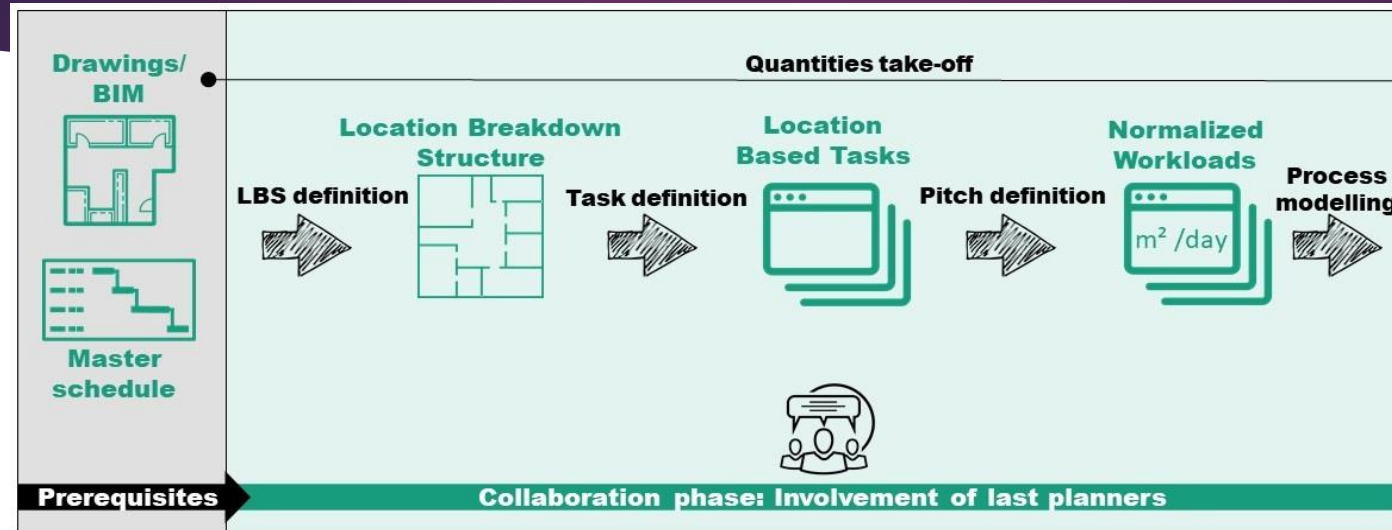 Drawings/
BIM
Quantities take-off
Location Breakdown
Structure
Location
Based Tasks
Normalized
Workloads
LBS definition
Task definition
Pitch definition
Process
modelling
m² /day
Master
schedule
Prerequisites
Collaboration phase: Involvement of last planners